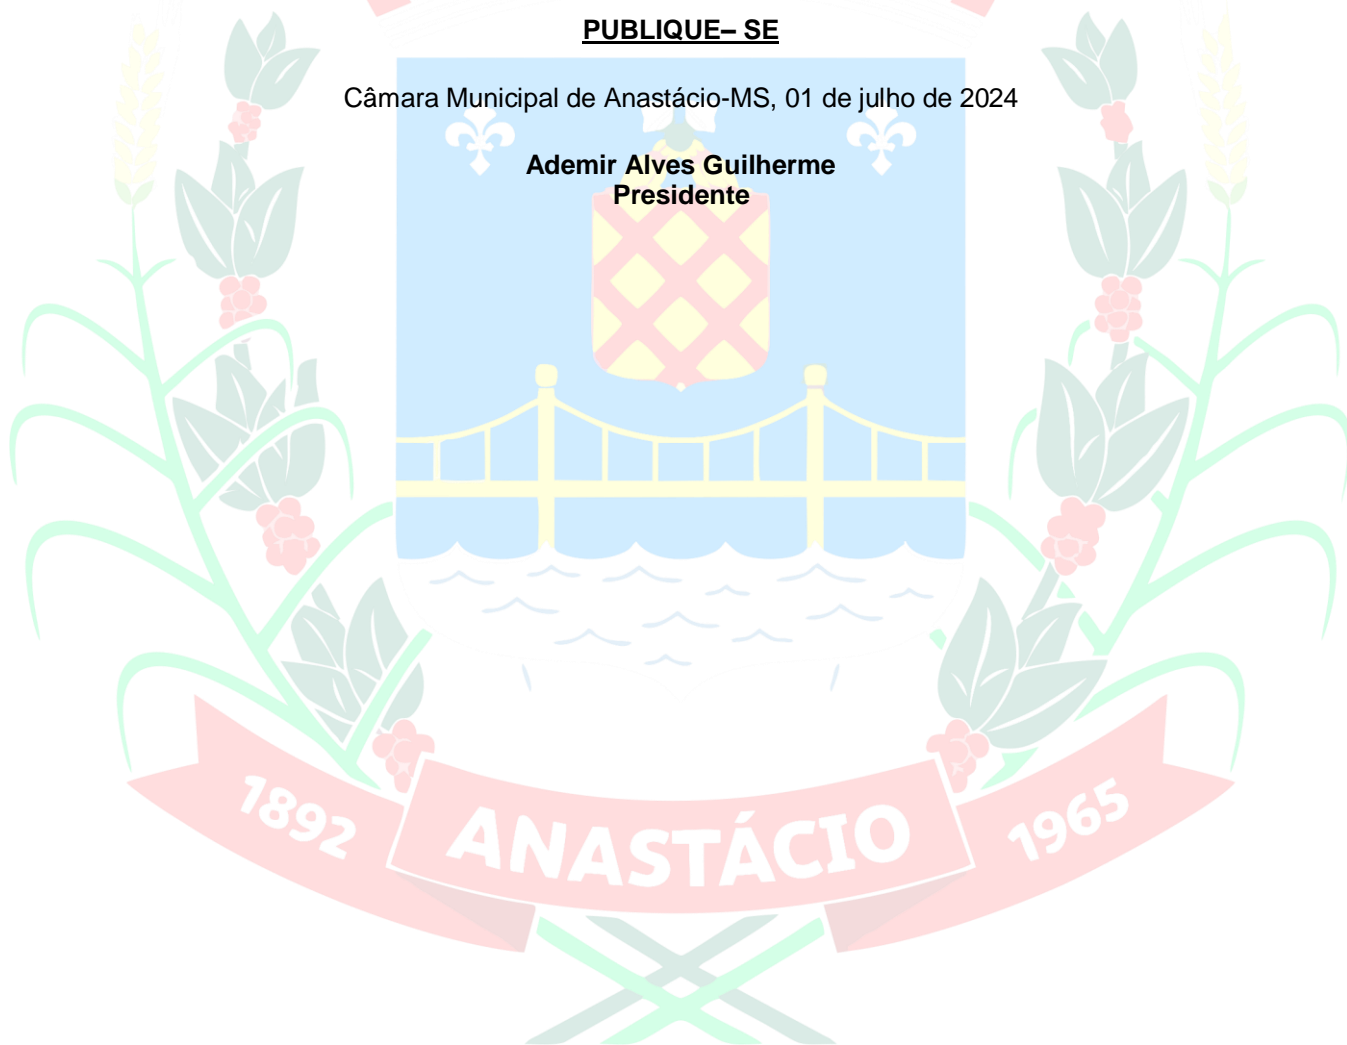 PUBLIQUE– SE
Câmara Municipal de Anastácio-MS, 01 de julho de 2024
Ademir Alves Guilherme
Presidente
1892
ANASTÁCIO
1965